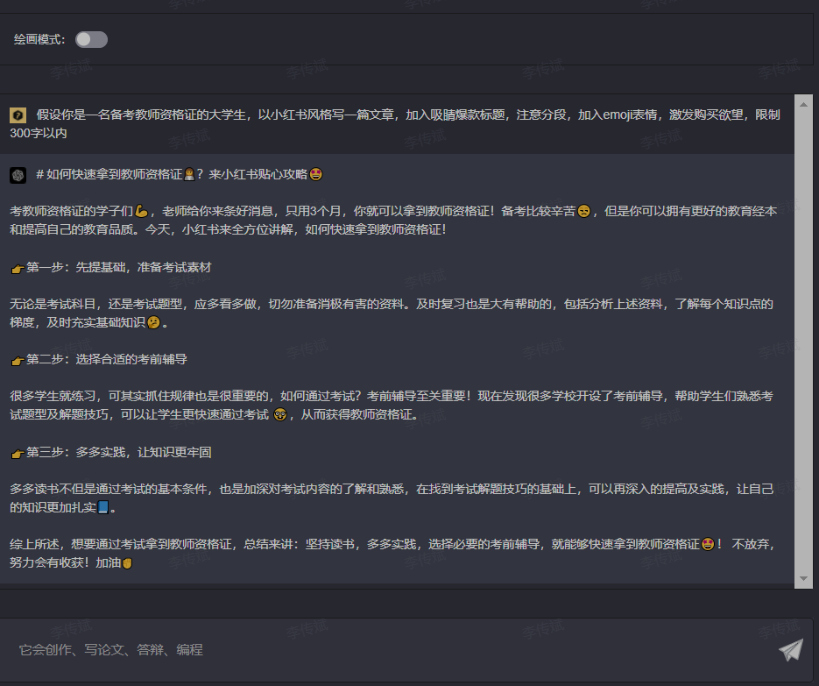 绘画模式：
假设你是一名备考教师资格证的大学生，以小红书风格写一篇文章，加入吸睛爆款标题，注意分段，加入emoji表情，激发购买欲望，限制
300字以内
# 如何快速拿到教师资格证👩‍🏫？来小红书贴心攻略🤩
考教师资格证的学子们💪，老师给你来条好消息，只用3个月，你就可以拿到教师资格证！备考比较辛苦😣，但是你可以拥有更好的教育经本
和提高自己的教育品质。今天，小红书来全方位讲解，如何快速拿到教师资格证！
👉第一步：先提基础，准备考试素材
无论是考试科目，还是考试题型，应多看多做，切勿准备消极有害的资料。及时复习也是大有帮助的，包括分析上述资料，了解每个知识点的
梯度，及时充实基础知识🤔。
👉第二步：选择合适的考前辅导
很多学生就练习，可其实抓住规律也是很重要的，如何通过考试？考前辅导至关重要！现在发现很多学校开设了考前辅导，帮助学生们熟悉考
试题型及解题技巧，可以让学生更快速通过考试🤓，从而获得教师资格证。
👉第三步：多多实践，让知识更牢固
多多读书不但是通过考试的基本条件，也是加深对考试内容的了解和熟悉，在找到考试解题技巧的基础上，可以再深入的提高及实践，让自己
的知识更加扎实📘。
综上所述，想要通过考试拿到教师资格证，总结来讲：坚持读书，多多实践，选择必要的考前辅导，就能够快速拿到教师资格证🤩！ 不放弃，
努力会有收获！加油✊
它会创作、写论文、答辩、编程